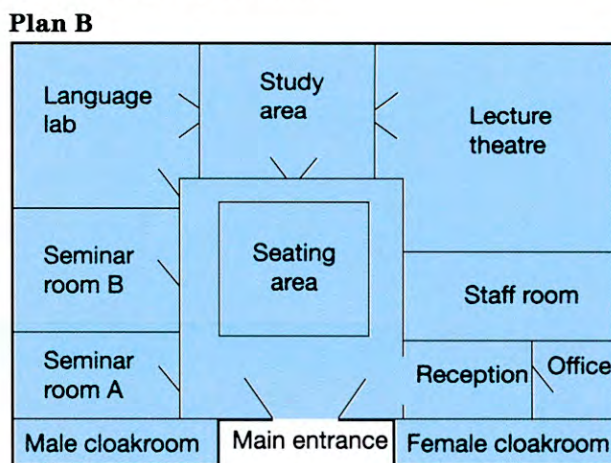 Plan B
Language
lab
Study
area
Lecture
theatre
Seminar
room B
Seating
area
Staff room
Seminar
room A
Reception
Office
Male cloakroom
Main entrance
Female cloakroom